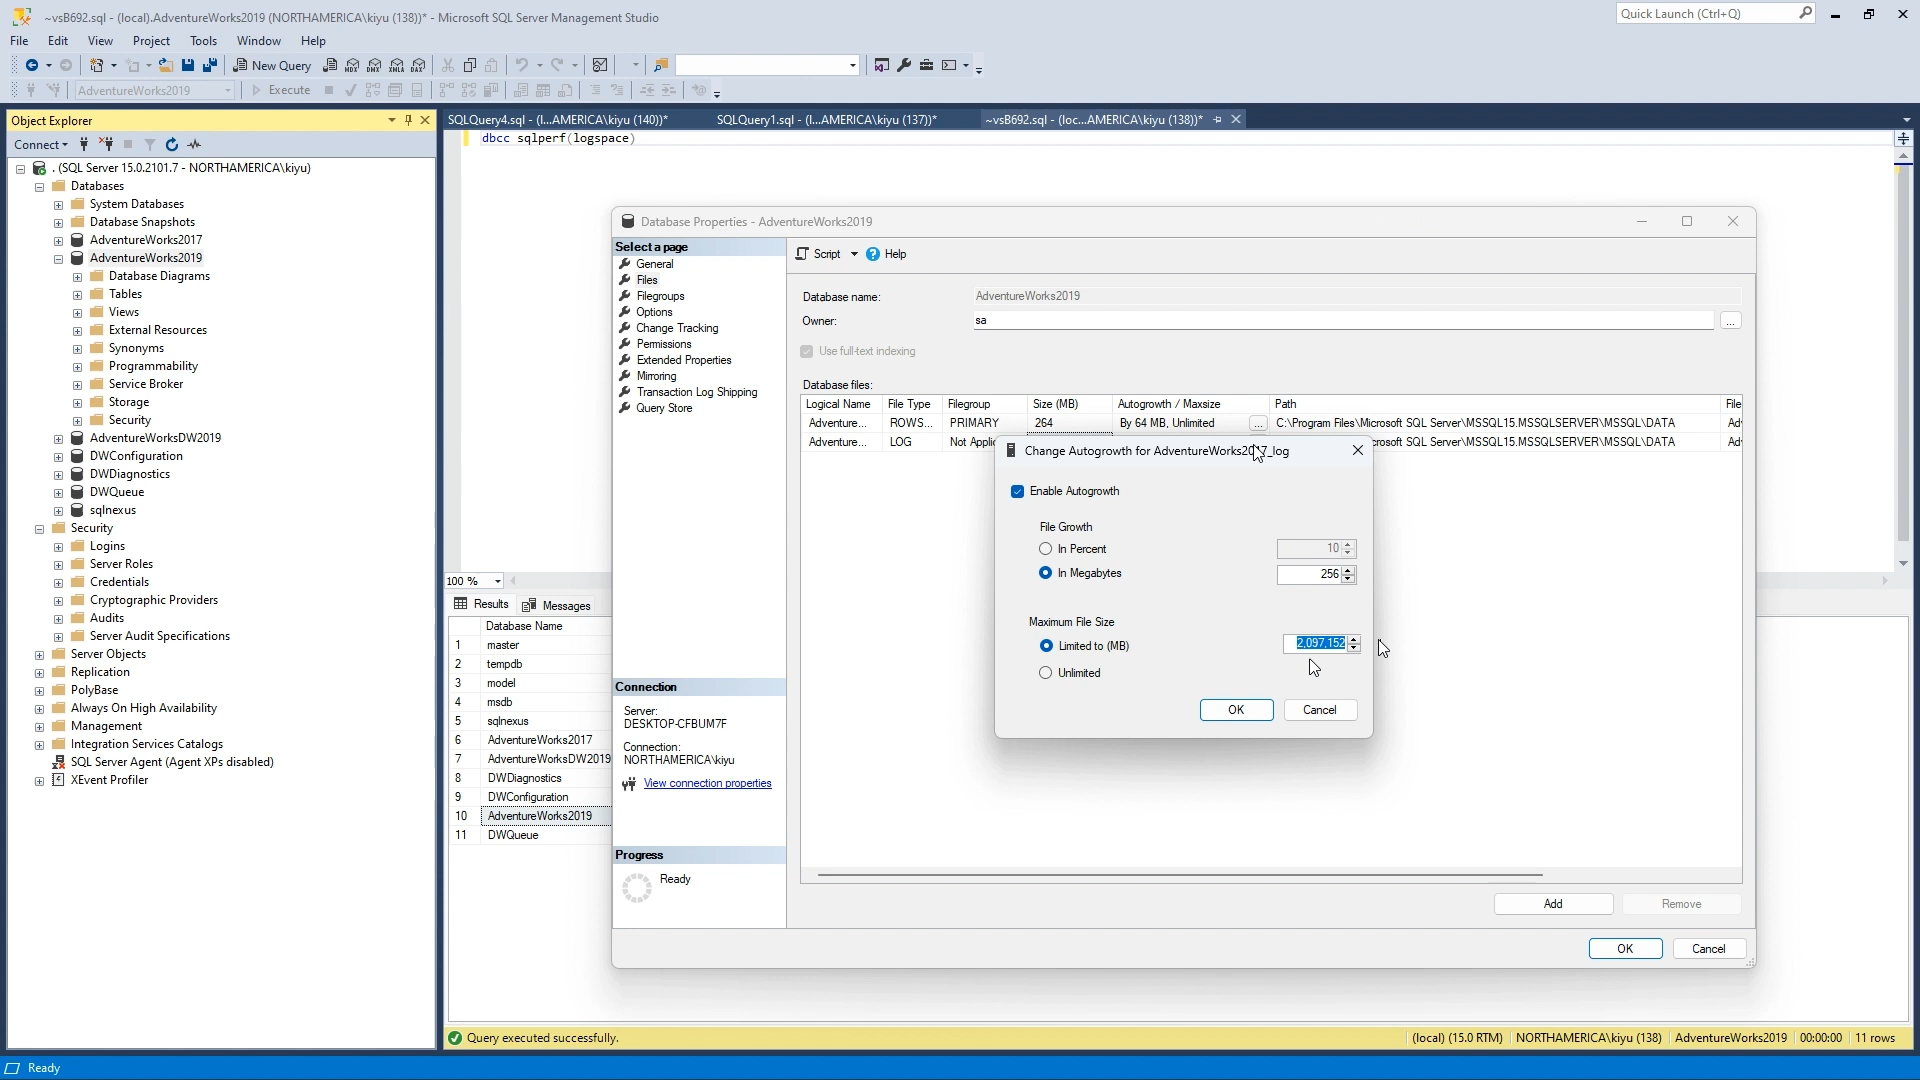 ~vsB692.sql - (local).AdventureWorks2019 (NORTHAMERICA\kiyu (138))* - Microsoft SQL Server Management Studio
Quick Launch (Ctrl+Q)
File Edit View Project Tools Window Help
New Query
MDX DMX XMLA DAX
AdventureWorks2019
Execute
Object Explorer
SQLQuery4.sql - (l...AMERICA\kiyu (140))*
SQLQuery1.sql - (l...AMERICA\kiyu (137))*
~vsB692.sql - (loc...AMERICA\kiyu (138))*
Connect
dbcc sqlperf(logspace)
. (SQL Server 15.0.2101.7 - NORTHAMERICA\kiyu)
Databases
System Databases
Database Snapshots
AdventureWorks2017
AdventureWorks2019
Database Diagrams
Tables
Views
External Resources
Synonyms
Programmability
Service Broker
Storage
Security
AdventureWorksDW2019
DWConfiguration
DWDiagnostics
DWQueue
sqlnexus
Security
Logins
Server Roles
Credentials
Cryptographic Providers
Audits
Server Audit Specifications
Server Objects
Replication
PolyBase
Always On High Availability
Management
Integration Services Catalogs
SQL Server Agent (Agent XPs disabled)
XEvent Profiler
100 %
Results Messages
Database Name
1 master
2 tempdb
3 model
4 msdb
5 sqlnexus
6 AdventureWorks2017
7 AdventureWorksDW2019
8 DWDiagnostics
9 DWConfiguration
10 AdventureWorks2019
11 DWQueue
Database Properties - AdventureWorks2019
Select a page
General
Files
Filegroups
Options
Change Tracking
Permissions
Extended Properties
Mirroring
Transaction Log Shipping
Query Store
Connection
Server:
DESKTOP-CFBUM7F
Connection:
NORTHAMERICA\kiyu
View connection properties
Progress
Ready
Script Help
Database name: AdventureWorks2019
Owner: sa ...
Use full-text indexing
Database files:
Logical Name File Type Filegroup Size (MB) Autogrowth / Maxsize Path File
Adventure... ROWS... PRIMARY 264 By 64 MB, Unlimited ... C:\Program Files\Microsoft SQL Server\MSSQL15.MSSQLSERVER\MSSQL\DATA Ad
Adventure... LOG Not Applic crosoft SQL Server\MSSQL15.MSSQLSERVER\MSSQL\DATA Ad
Change Autogrowth for AdventureWorks2017_log
Enable Autogrowth
File Growth
In Percent 10
In Megabytes 256
Maximum File Size
Limited to (MB) 2,097,152
Unlimited
OK Cancel
Add Remove
OK Cancel
Query executed successfully.
(local) (15.0 RTM) NORTHAMERICA\kiyu (138) AdventureWorks2019 00:00:00 11 rows
Ready